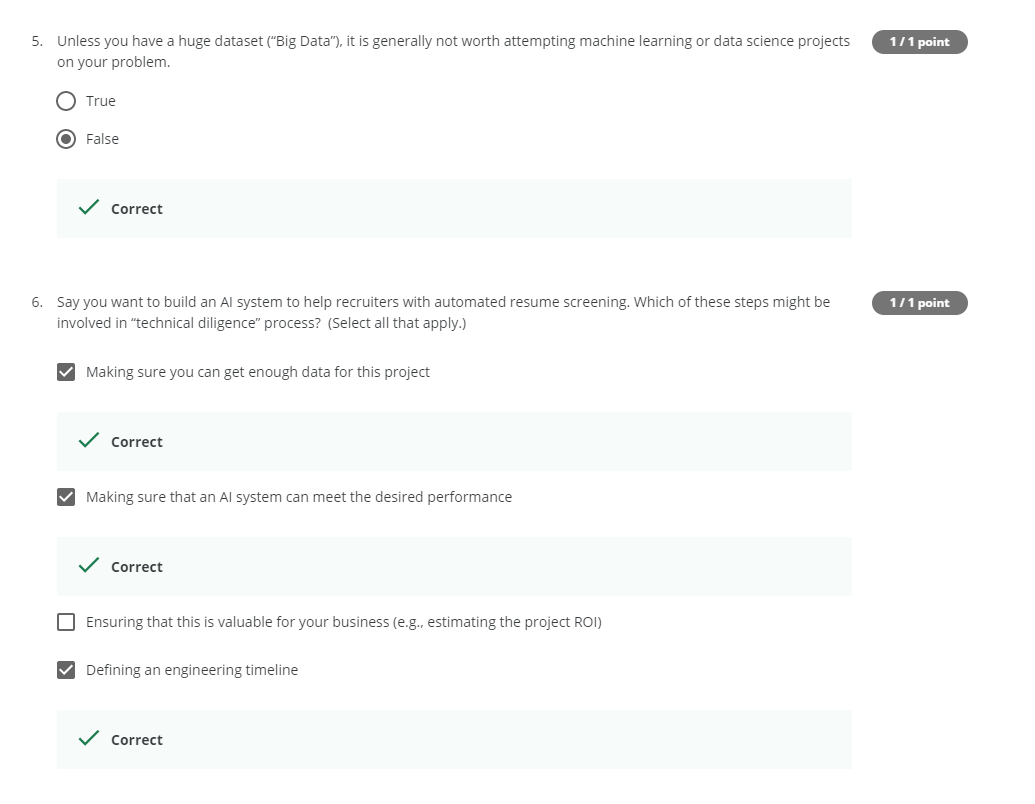 5. Unless you have a huge dataset (“Big Data”), it is generally not worth attempting machine learning or data science projects
on your problem.
1 / 1 point
True
False
Correct
6. Say you want to build an AI system to help recruiters with automated resume screening. Which of these steps might be
involved in “technical diligence” process? (Select all that apply.)
1 / 1 point
Making sure you can get enough data for this project
Correct
Making sure that an AI system can meet the desired performance
Correct
Ensuring that this is valuable for your business (e.g., estimating the project ROI)
Defining an engineering timeline
Correct